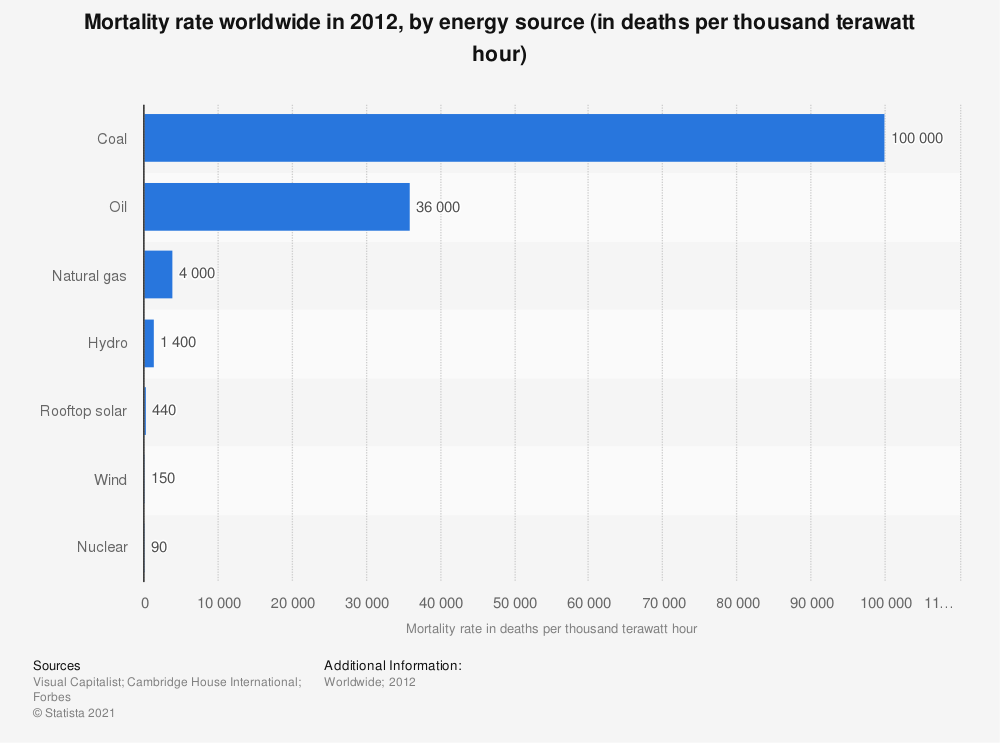 Mortality rate worldwide in 2012, by energy source (in deaths per thousand terawatt
hour)
Coal
100 000
Oil
36 000
Natural gas
4 000
Hydro
1 400
Rooftop solar
440
Wind
150
Nuclear
90
0 10 000 20 000 30 000 40 000 50 000 60 000 70 000 80 000 90 000 100 000 11…
Mortality rate in deaths per thousand terawatt hour
Sources
Visual Capitalist; Cambridge House International;
Forbes
© Statista 2021
Additional Information:
Worldwide; 2012